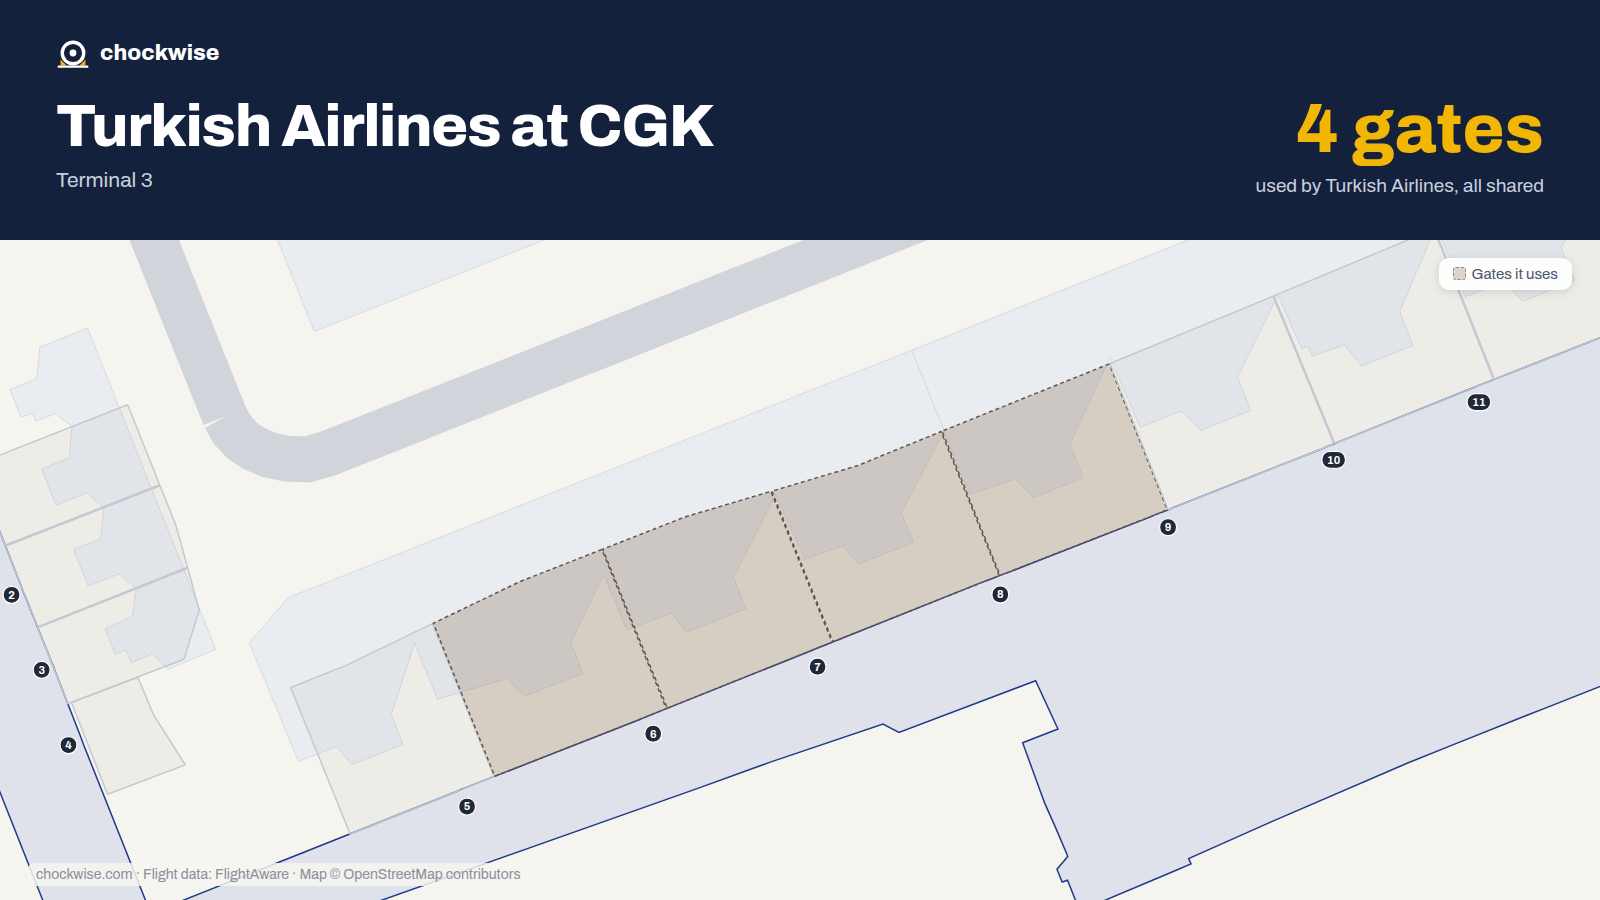 chockwise
Turkish Airlines at CGK
Terminal 3
4 gates
used by Turkish Airlines, all shared
Gates it uses
11
10
9
2
8
7
3
6
4
5
chockwise.com · Flight data: FlightAware · Map © OpenStreetMap contributors